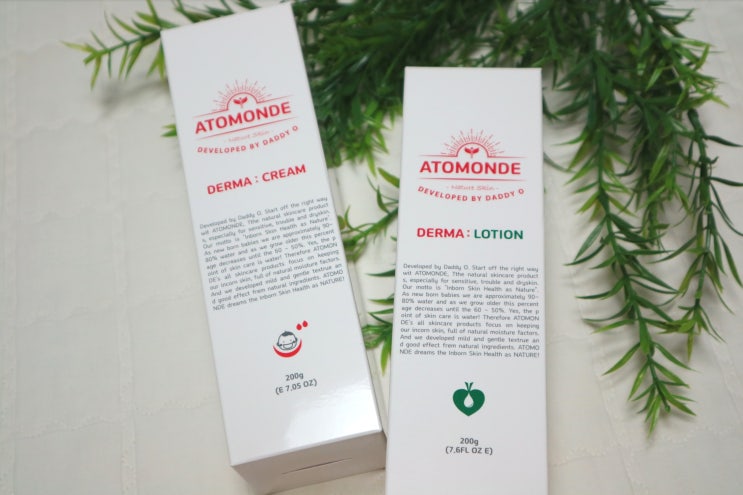 ATOMONDE
- Nature Skin -
DEVELOPED BY DADDY O
DERMA : CREAM
Developed by Daddy O. Start off the right way
wit ATOMONDE, Tthe natural skincare product
s, especially for sensitive, trouble and dryskin.
Our motto is "Inborn Skin Health as Nature".
As new born babies we are approximately 90~
80% water and as we grow older this percent
age decreases until the 60 ~ 50%. Yes, the p
oint of skin care is water! Therefore ATOMON
DE's all skincare products focus on keeping
our incorn skin, full of natural moisture factors.
And we developed mild and gentle textrue an
d good effect frem natural ingredients. ATOMO
NDE dreams the Inborn Skin Health as NATURE!
200g
(E 7.05 OZ)
ATOMONDE
- Nature Skin -
DEVELOPED BY DADDY O
DERMA : LOTION
Developed by Daddy O. Start off the right way
wit ATOMONDE, Tthe natural skincare product
s, especially for sensitive, trouble and dryskin.
Our motto is "Inborn Skin Health as Nature".
As new born babies we are approximately 90~
80% water and as we grow older this percent
age decreases until the 60 ~ 50%. Yes, the p
oint of skin care is water! Therefore ATOMON
DE's all skincare products focus on keeping
our incorn skin, full of natural moisture factors.
And we developed mild and gentle textrue an
d good effect frem natural ingredients. ATOMO
NDE dreams the Inborn Skin Health as NATURE!
200g
(7.6FL OZ E)